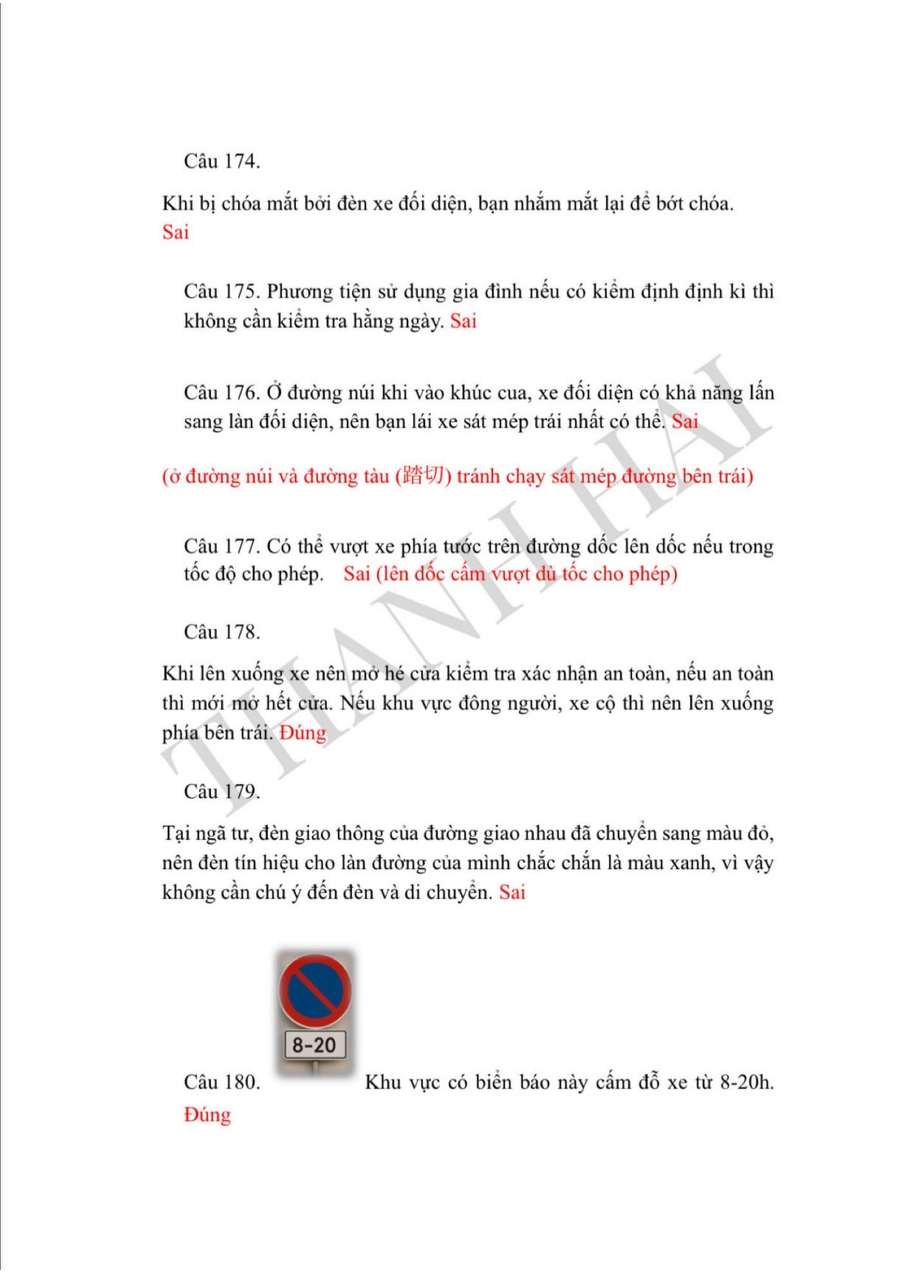 Câu 174.
Khi bị chóa mắt bởi đèn xe đối diện, bạn nhắm mắt lại để bớt chóa.
Sai
Câu 175. Phương tiện sử dụng gia đình nếu có kiểm định định kì thì
không cần kiểm tra hằng ngày. Sai
Câu 176. Ở đường núi khi vào khúc cua, xe đối diện có khả năng lấn
sang làn đối diện, nên bạn lái xe sát mép trái nhất có thể. Sai
(ở đường núi và đường tàu (踏切) tránh chạy sát mép đường bên trái)
Câu 177. Có thể vượt xe phía tước trên đường dốc lên dốc nếu trong
tốc độ cho phép. Sai (lên dốc cấm vượt dù tốc cho phép)
Câu 178.
Khi lên xuống xe nên mở hé cửa kiểm tra xác nhận an toàn, nếu an toàn
thì mới mở hết cửa. Nếu khu vực đông người, xe cộ thì nên lên xuống
phía bên trái. Đúng
Câu 179.
Tại ngã tư, đèn giao thông của đường giao nhau đã chuyển sang màu đỏ,
nên đèn tín hiệu cho làn đường của mình chắc chắn là màu xanh, vì vậy
không cần chú ý đến đèn và di chuyển. Sai
8-20
Câu 180. Khu vực có biển báo này cấm đỗ xe từ 8-20h.
Đúng
THANH HAI